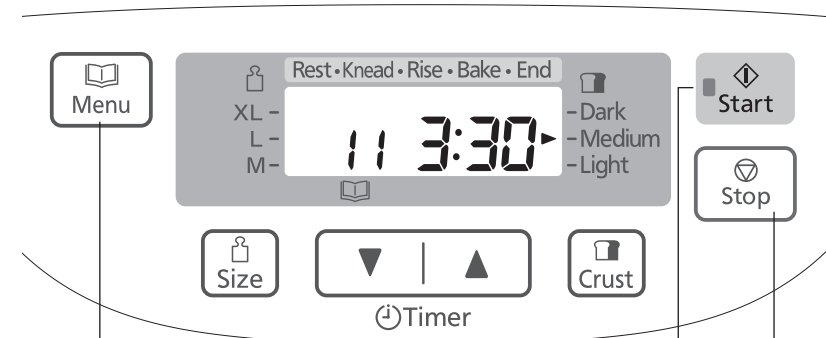 Menu
Rest • Knead • Rise • Bake • End
XL –
L –
M –
11 3:30
– Dark
– Medium
– Light
Start
Stop
Size
Crust
Timer